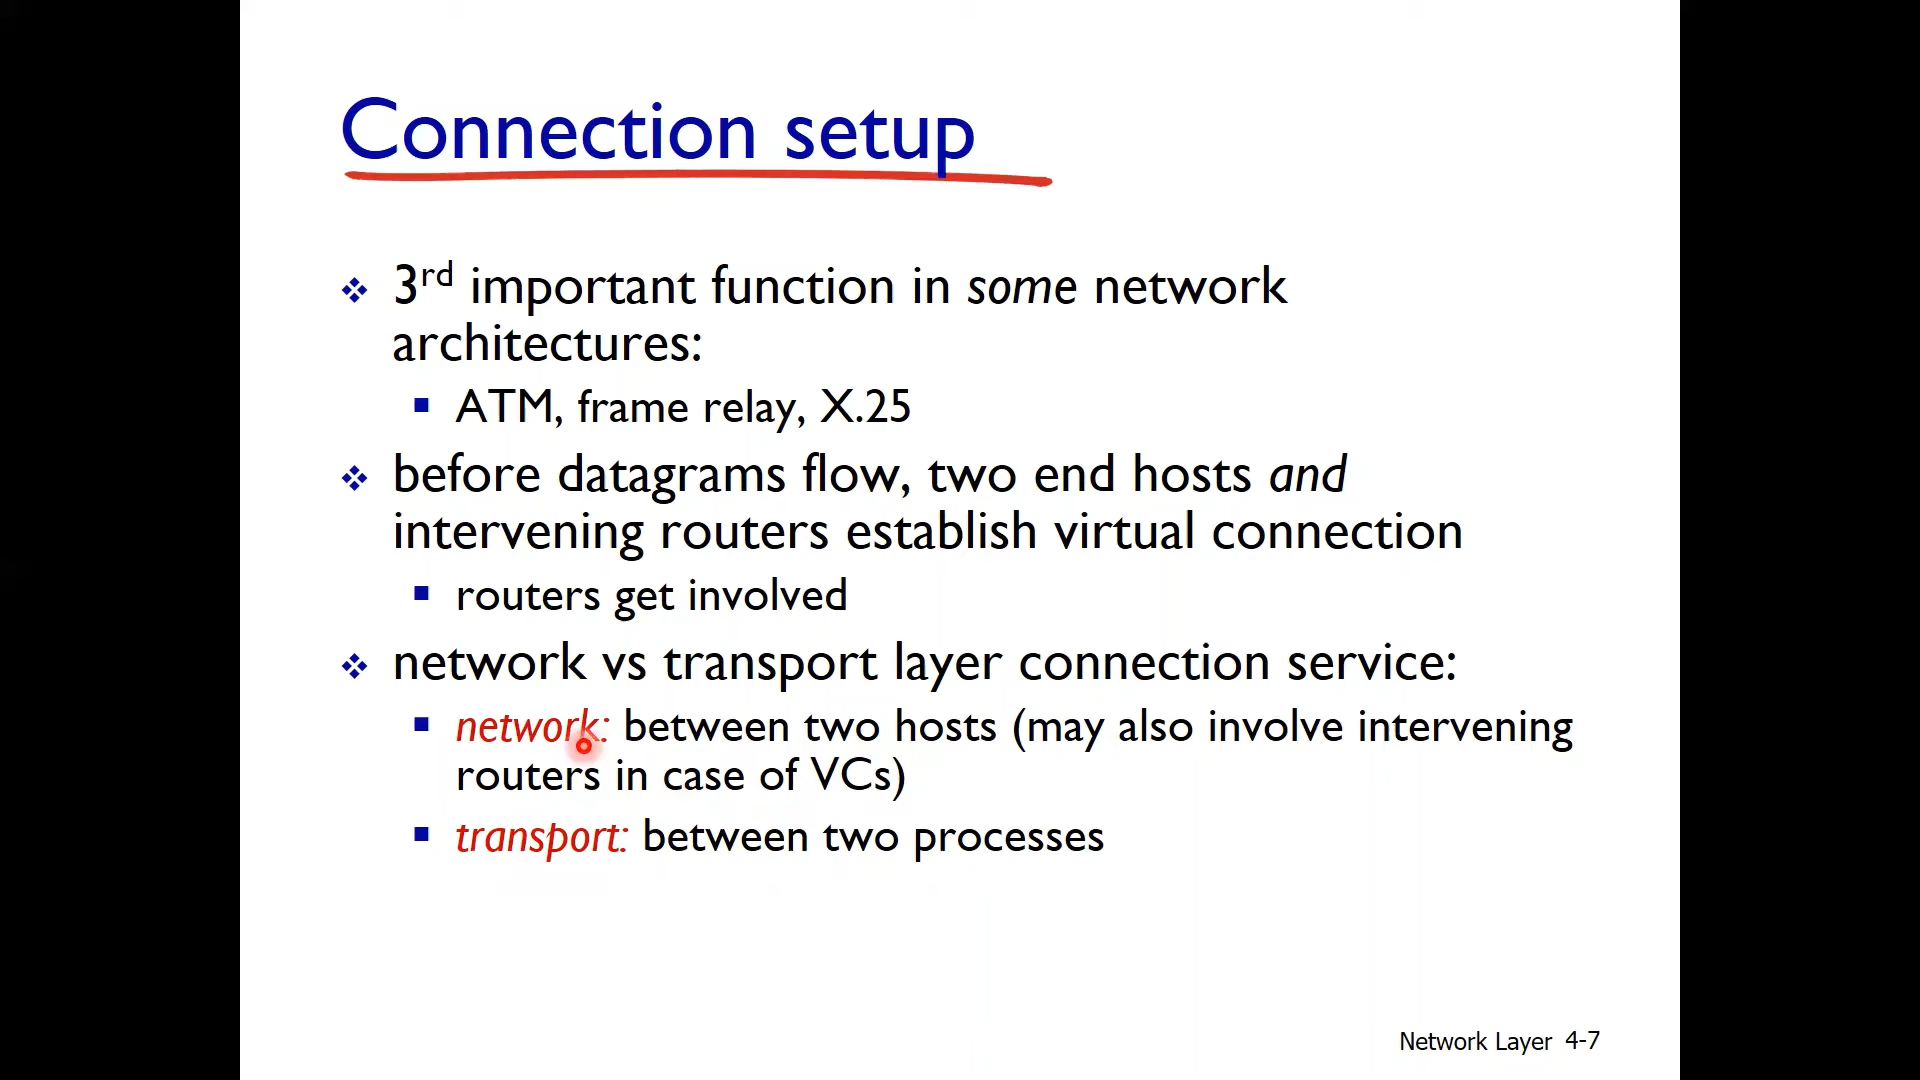 Connection setup
3rd important function in some network
architectures:
ATM, frame relay, X.25
before datagrams flow, two end hosts and
intervening routers establish virtual connection
routers get involved
network vs transport layer connection service:
network: between two hosts (may also involve intervening
routers in case of VCs)
transport: between two processes
Network Layer 4-7